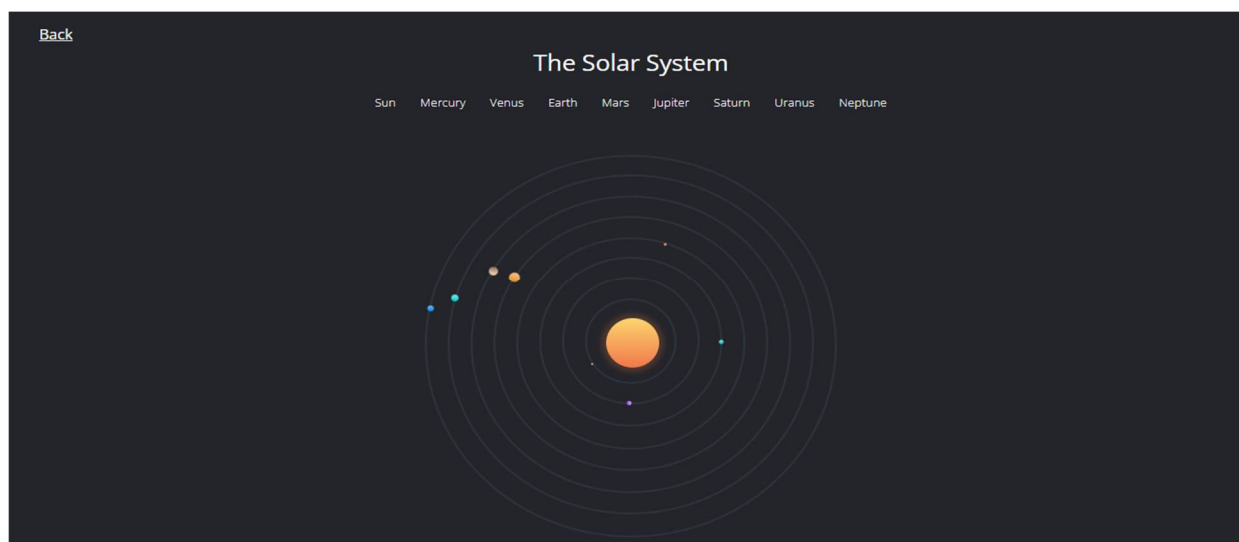 Back
The Solar System
Sun Mercury Venus Earth Mars Jupiter Saturn Uranus Neptune